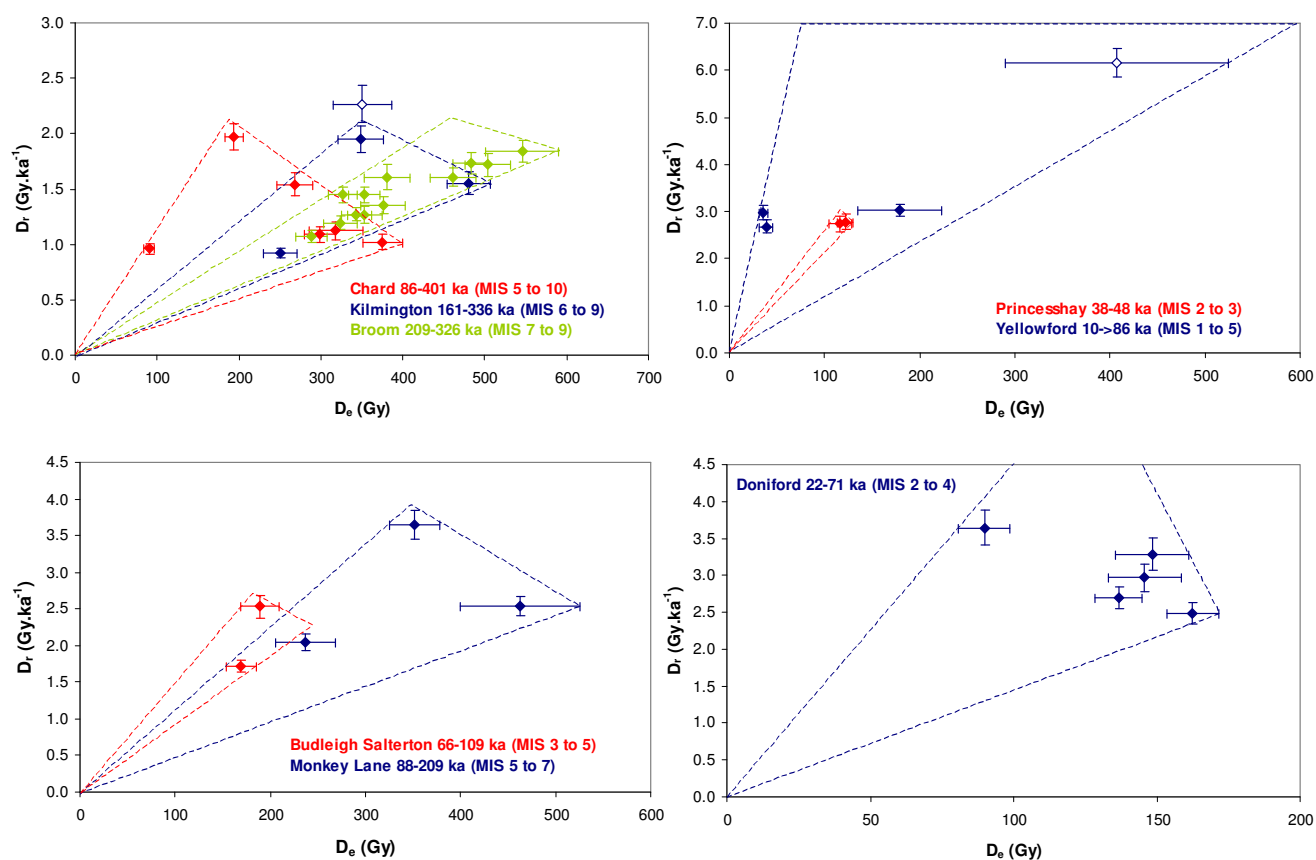 3.0
2.5
2.0
1.5
1.0
0.5
0.0
Dr (Gy.ka-1)
0 100 200 300 400 500 600 700
De (Gy)
Chard 86-401 ka (MIS 5 to 10)
Kilmington 161-336 ka (MIS 6 to 9)
Broom 209-326 ka (MIS 7 to 9)
7.0
6.0
5.0
4.0
3.0
2.0
1.0
0.0
Dr (Gy.ka-1)
0 100 200 300 400 500 600
De (Gy)
Princesshay 38-48 ka (MIS 2 to 3)
Yellowford 10->86 ka (MIS 1 to 5)
4.5
4.0
3.5
3.0
2.5
2.0
1.5
1.0
0.5
0.0
Dr (Gy.ka-1)
0 100 200 300 400 500 600
De (Gy)
Budleigh Salterton 66-109 ka (MIS 3 to 5)
Monkey Lane 88-209 ka (MIS 5 to 7)
4.5
4.0
3.5
3.0
2.5
2.0
1.5
1.0
0.5
0.0
Dr (Gy.ka-1)
0 50 100 150 200
De (Gy)
Doniford 22-71 ka (MIS 2 to 4)